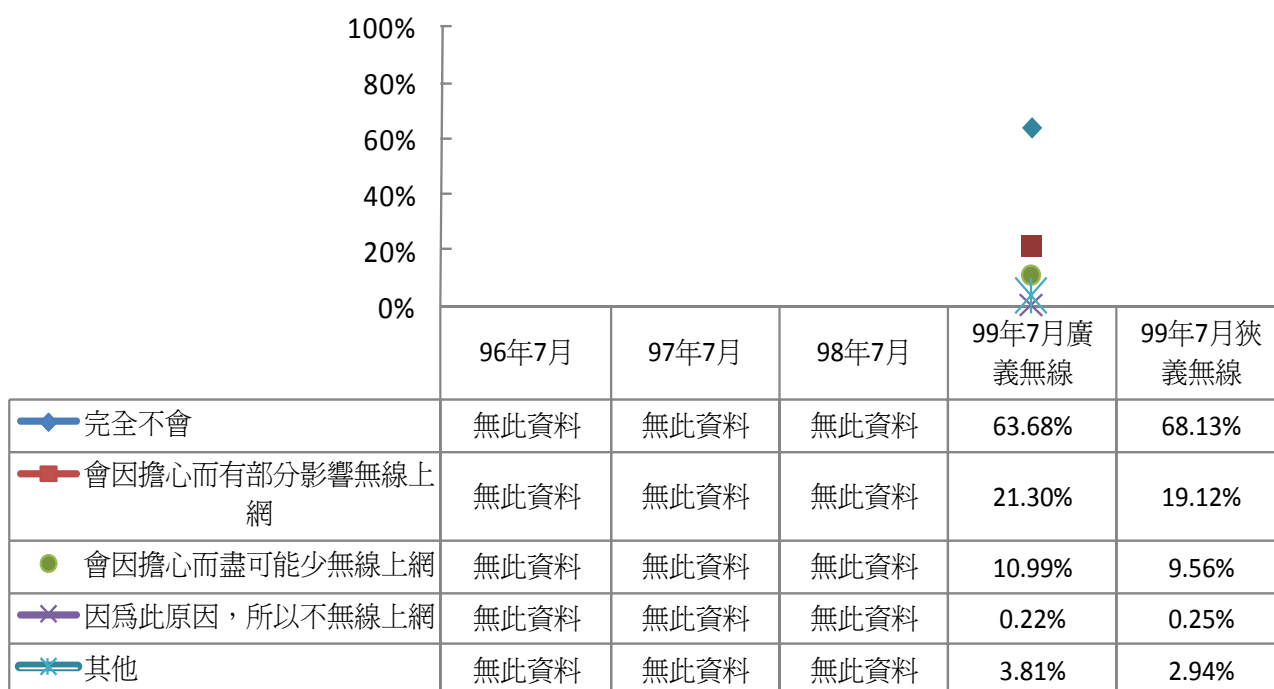 100%
80%
60%
40%
20%
0%
96年7月 97年7月 98年7月 99年7月廣義無線 99年7月狹義無線
完全不會 無此資料 無此資料 無此資料 63.68% 68.13%
會因擔心而有部分影響無線上網 無此資料 無此資料 無此資料 21.30% 19.12%
會因擔心而盡可能少無線上網 無此資料 無此資料 無此資料 10.99% 9.56%
因爲此原因，所以不無線上網 無此資料 無此資料 無此資料 0.22% 0.25%
其他 無此資料 無此資料 無此資料 3.81% 2.94%